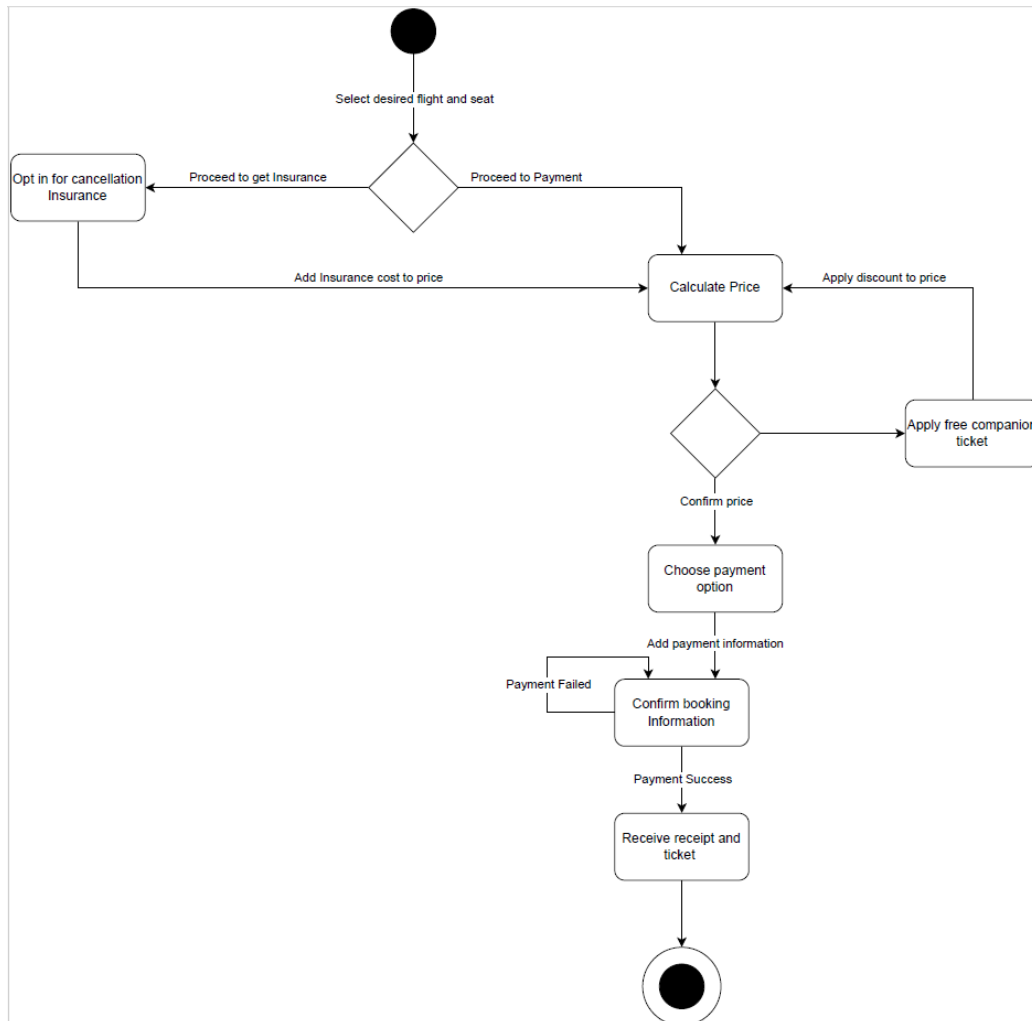 Select desired flight and seat
Opt in for cancellation
Insurance
Proceed to get Insurance
Proceed to Payment
Add Insurance cost to price
Calculate Price
Apply discount to price
Apply free companion
ticket
Confirm price
Choose payment
option
Add payment information
Payment Failed
Confirm booking
Information
Payment Success
Receive receipt and
ticket